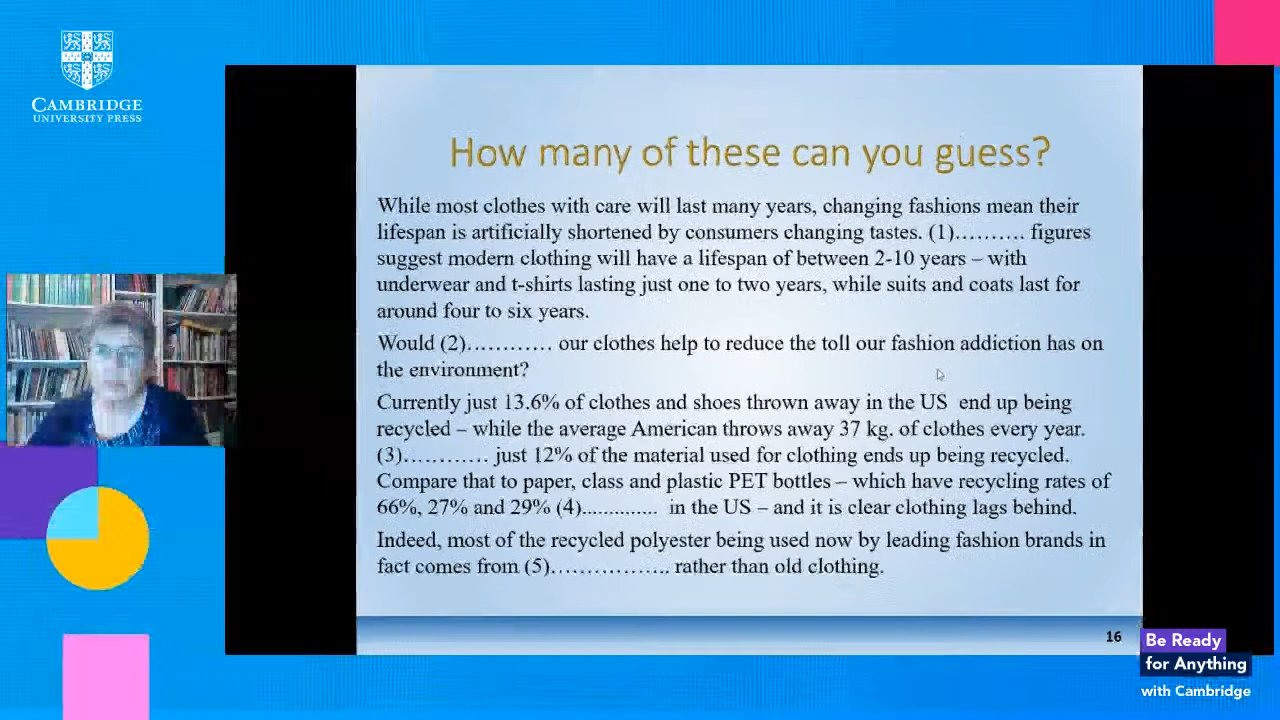 CAMBRIDGE
UNIVERSITY PRESS
How many of these can you guess?
While most clothes with care will last many years, changing fashions mean their
lifespan is artificially shortened by consumers changing tastes. (1).………. figures
suggest modern clothing will have a lifespan of between 2-10 years – with
underwear and t-shirts lasting just one to two years, while suits and coats last for
around four to six years.
Would (2)………… our clothes help to reduce the toll our fashion addiction has on
the environment?
Currently just 13.6% of clothes and shoes thrown away in the US end up being
recycled – while the average American throws away 37 kg. of clothes every year.
(3)………… just 12% of the material used for clothing ends up being recycled.
Compare that to paper, class and plastic PET bottles – which have recycling rates of
66%, 27% and 29% (4).............. in the US – and it is clear clothing lags behind.
Indeed, most of the recycled polyester being used now by leading fashion brands in
fact comes from (5)…………….. rather than old clothing.
16
Be Ready
for Anything
with Cambridge